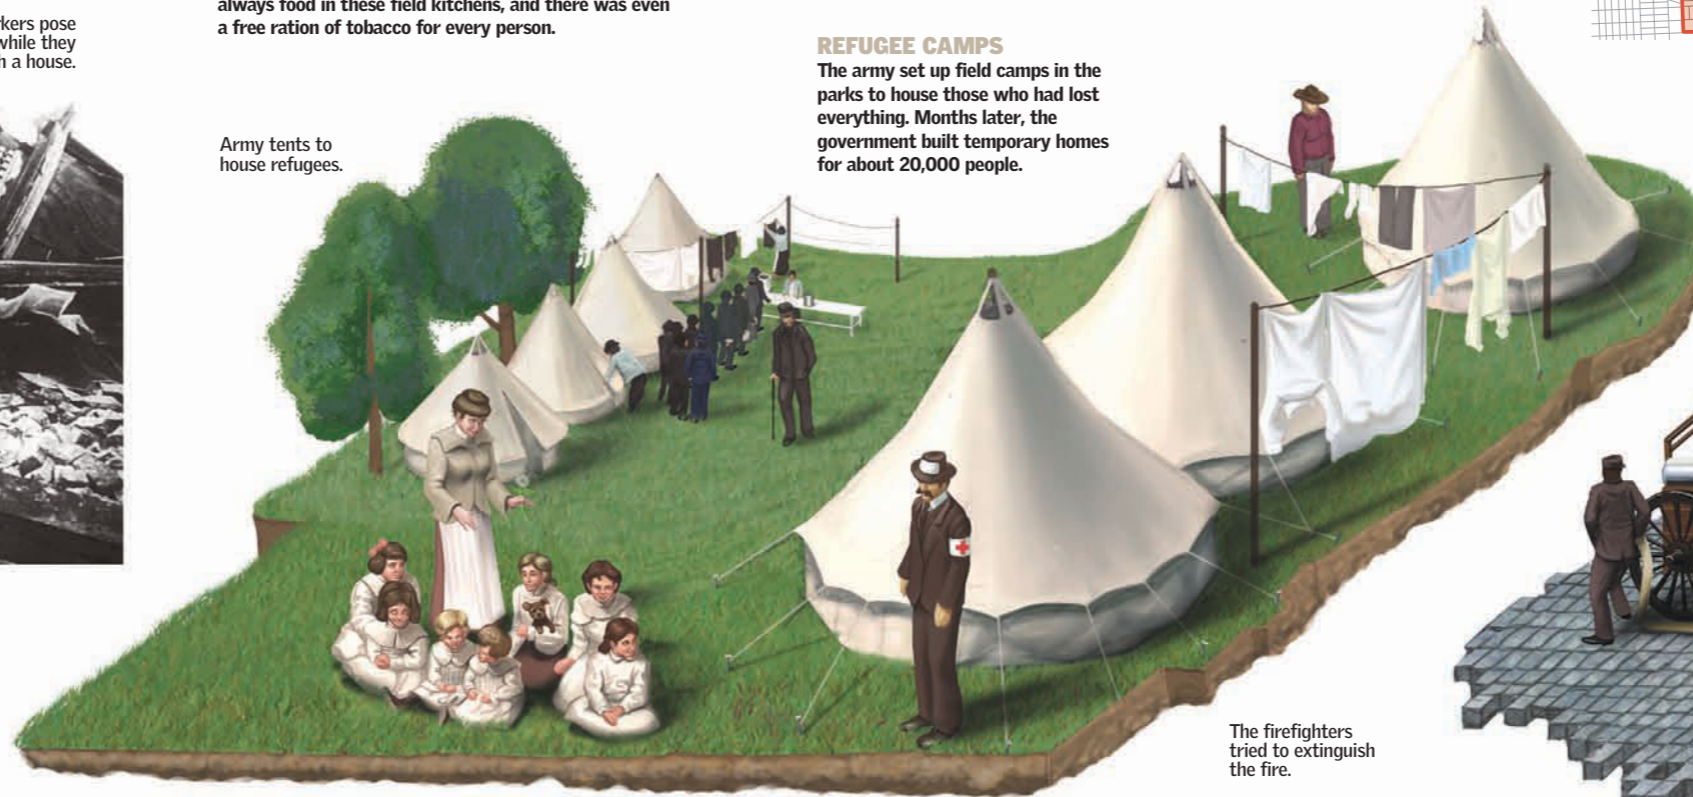 always food in these field kitchens, and there was even
a free ration of tobacco for every person.
pose
while they
a house.
REFUGEE CAMPS
The army set up field camps in the
parks to house those who had lost
everything. Months later, the
government built temporary homes
for about 20,000 people.
Army tents to
house refugees.
The firefighters
tried to extinguish
the fire.